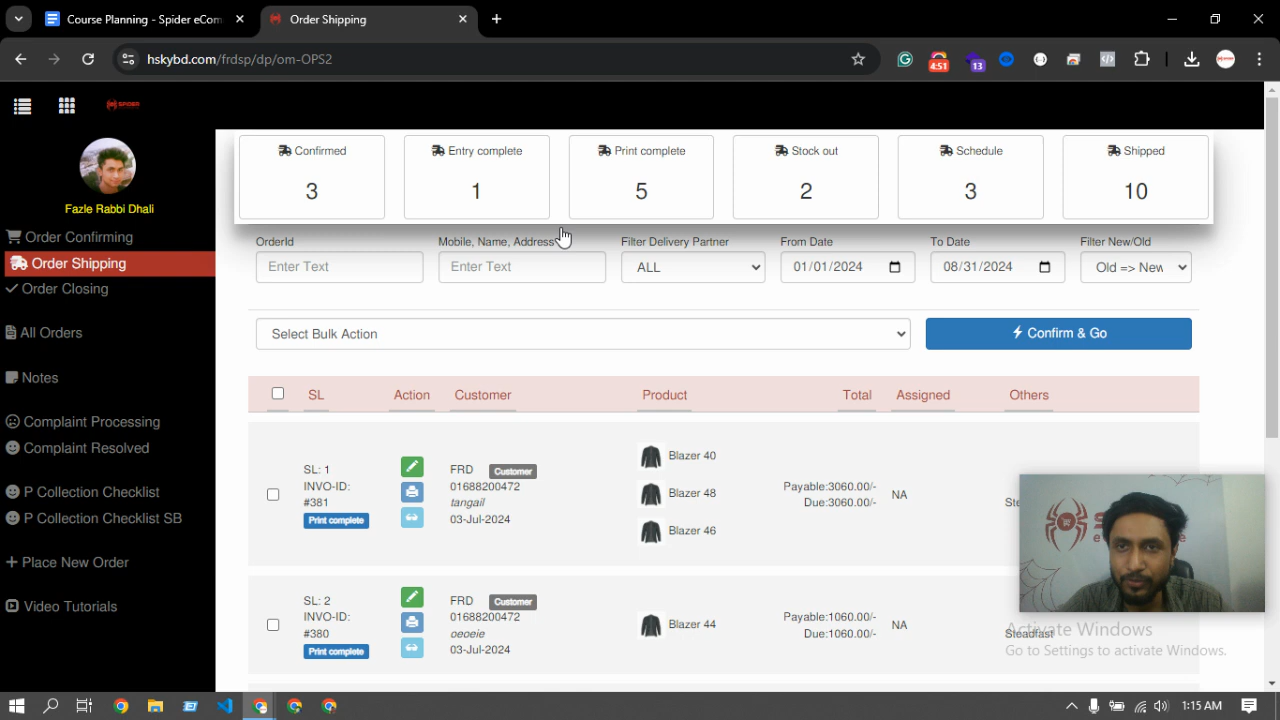 Course Planning - Spider eCom
Order Shipping
hskybd.com/frdsp/dp/om-OPS2
4:51
13
SPIDER
Fazle Rabbi Dhali
Order Confirming
Order Shipping
Order Closing
All Orders
Notes
Complaint Processing
Complaint Resolved
P Collection Checklist
P Collection Checklist SB
Place New Order
Video Tutorials
Confirmed
3
Entry complete
1
Print complete
5
Stock out
2
Schedule
3
Shipped
10
OrderId
Mobile, Name, Address
Filter Delivery Partner
From Date
To Date
Filter New/Old
Enter Text
Enter Text
ALL
01/01/2024
08/31/2024
Old => New
Select Bulk Action
Confirm & Go
SL
Action
Customer
Product
Total
Assigned
Others
SL: 1
INVO-ID:
#381
Print complete
FRD Customer
01688200472
tangail
03-Jul-2024
Blazer 40
Blazer 48
Blazer 46
Payable:3060.00/-
Due:3060.00/-
NA
SL: 2
INVO-ID:
#380
Print complete
FRD Customer
01688200472
oeoeie
03-Jul-2024
Blazer 44
Payable:1060.00/-
Due:1060.00/-
NA
Steadfast
Activate Windows
Go to Settings to activate Windows.
1:15 AM